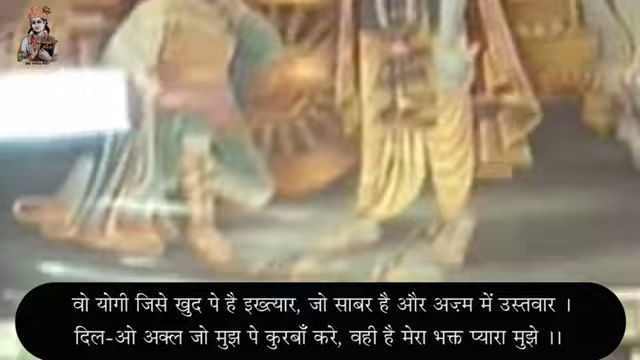 वो योगी जिसे खुद पे है इख्त्यार, जो साबर है और अज़्म में उस्तवार ।
दिल-ओ अक्ल जो मुझ पे कुरबाँ करे, वही है मेरा भक्त प्यारा मुझे ।।